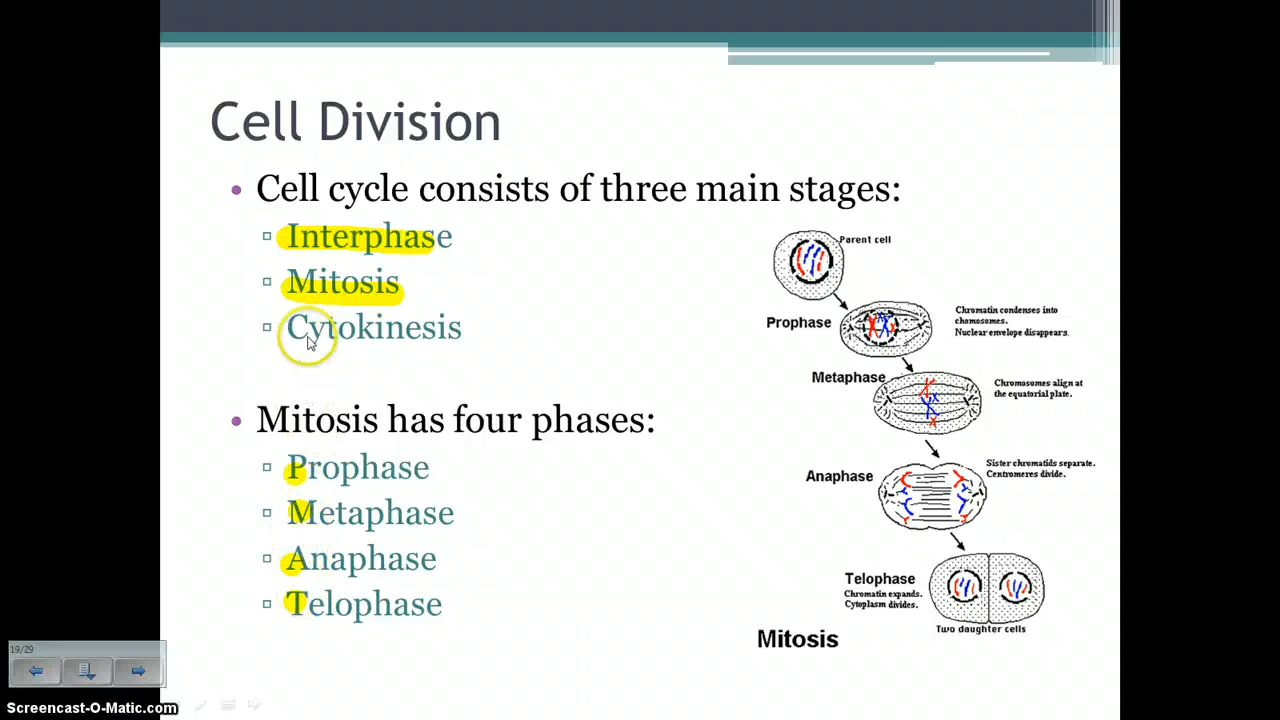 Cell Division
Cell cycle consists of three main stages:
Interphase
Mitosis
Cytokinesis
Mitosis has four phases:
Prophase
Metaphase
Anaphase
Telophase
Parent cell
Prophase
Chromatin condenses into
chomosomes.
Nuclear envelope disappears.
Metaphase
Chromosomes align at
the equatorial plate.
Anaphase
Sister chromatids separate.
Centromeres divide.
Telophase
Chromatin expands.
Cytoplasm divides.
Two daughter cells
Mitosis
19/29
Screencast-O-Matic.com